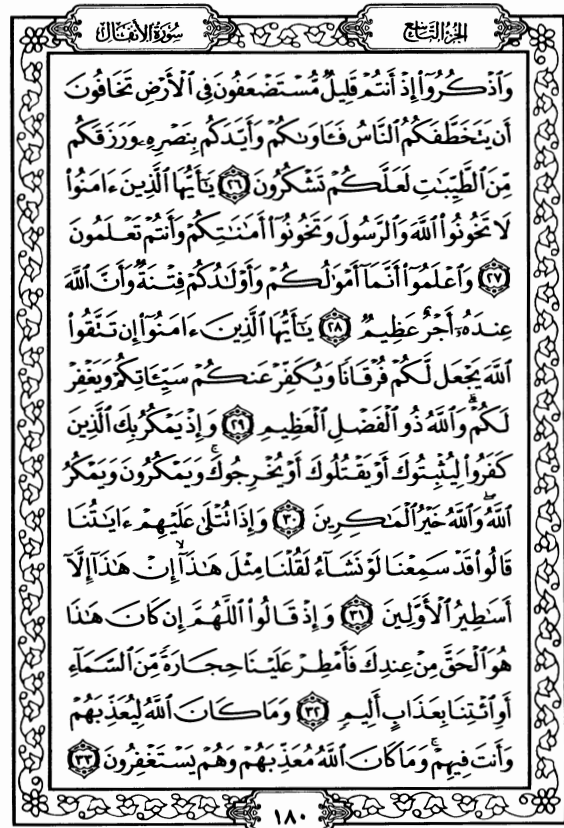 الجزء التاسع
سورة الأنفال
وَٱذْكُرُوٓا۟ إِذْ أَنتُمْ قَلِيلٌ مُّسْتَضْعَفُونَ فِى ٱلْأَرْضِ تَخَافُونَ
أَن يَتَخَطَّفَكُمُ ٱلنَّاسُ فَـَٔاوَىٰكُمْ وَأَيَّدَكُم بِنَصْرِهِۦ وَرَزَقَكُم
مِّنَ ٱلطَّيِّبَـٰتِ لَعَلَّكُمْ تَشْكُرُونَ ٢٦ يَـٰٓأَيُّهَا ٱلَّذِينَ ءَامَنُوا۟
لَا تَخُونُوا۟ ٱللَّهَ وَٱلرَّسُولَ وَتَخُونُوٓا۟ أَمَـٰنَـٰتِكُمْ وَأَنتُمْ تَعْلَمُونَ
٢٧ وَٱعْلَمُوٓا۟ أَنَّمَآ أَمْوَٰلُكُمْ وَأَوْلَـٰدُكُمْ فِتْنَةٌ وَأَنَّ ٱللَّهَ
عِندَهُۥٓ أَجْرٌ عَظِيمٌ ٢٨ يَـٰٓأَيُّهَا ٱلَّذِينَ ءَامَنُوٓا۟ إِن تَتَّقُوا۟
ٱللَّهَ يَجْعَل لَّكُمْ فُرْقَانًا وَيُكَفِّرْ عَنكُمْ سَيِّـَٔاتِكُمْ وَيَغْفِرْ
لَكُمْ ۗ وَٱللَّهُ ذُو ٱلْفَضْلِ ٱلْعَظِيمِ ٢٩ وَإِذْ يَمْكُرُ بِكَ ٱلَّذِينَ
كَفَرُوا۟ لِيُثْبِتُوكَ أَوْ يَقْتُلُوكَ أَوْ يُخْرِجُوكَ ۚ وَيَمْكُرُونَ وَيَمْكُرُ
ٱللَّهُ ۖ وَٱللَّهُ خَيْرُ ٱلْمَـٰكِرِينَ ٣٠ وَإِذَا تُتْلَىٰ عَلَيْهِمْ ءَايَـٰتُنَا
قَالُوا۟ قَدْ سَمِعْنَا لَوْ نَشَآءُ لَقُلْنَا مِثْلَ هَـٰذَآ ۙ إِنْ هَـٰذَآ إِلَّآ
أَسَـٰطِيرُ ٱلْأَوَّلِينَ ٣١ وَإِذْ قَالُوا۟ ٱللَّهُمَّ إِن كَانَ هَـٰذَا
هُوَ ٱلْحَقَّ مِنْ عِندِكَ فَأَمْطِرْ عَلَيْنَا حِجَارَةً مِّنَ ٱلسَّمَآءِ
أَوِ ٱئْتِنَا بِعَذَابٍ أَلِيمٍ ٣٢ وَمَا كَانَ ٱللَّهُ لِيُعَذِّبَهُمْ
وَأَنتَ فِيهِمْ ۚ وَمَا كَانَ ٱللَّهُ مُعَذِّبَهُمْ وَهُمْ يَسْتَغْفِرُونَ ٣٣
١٨٠